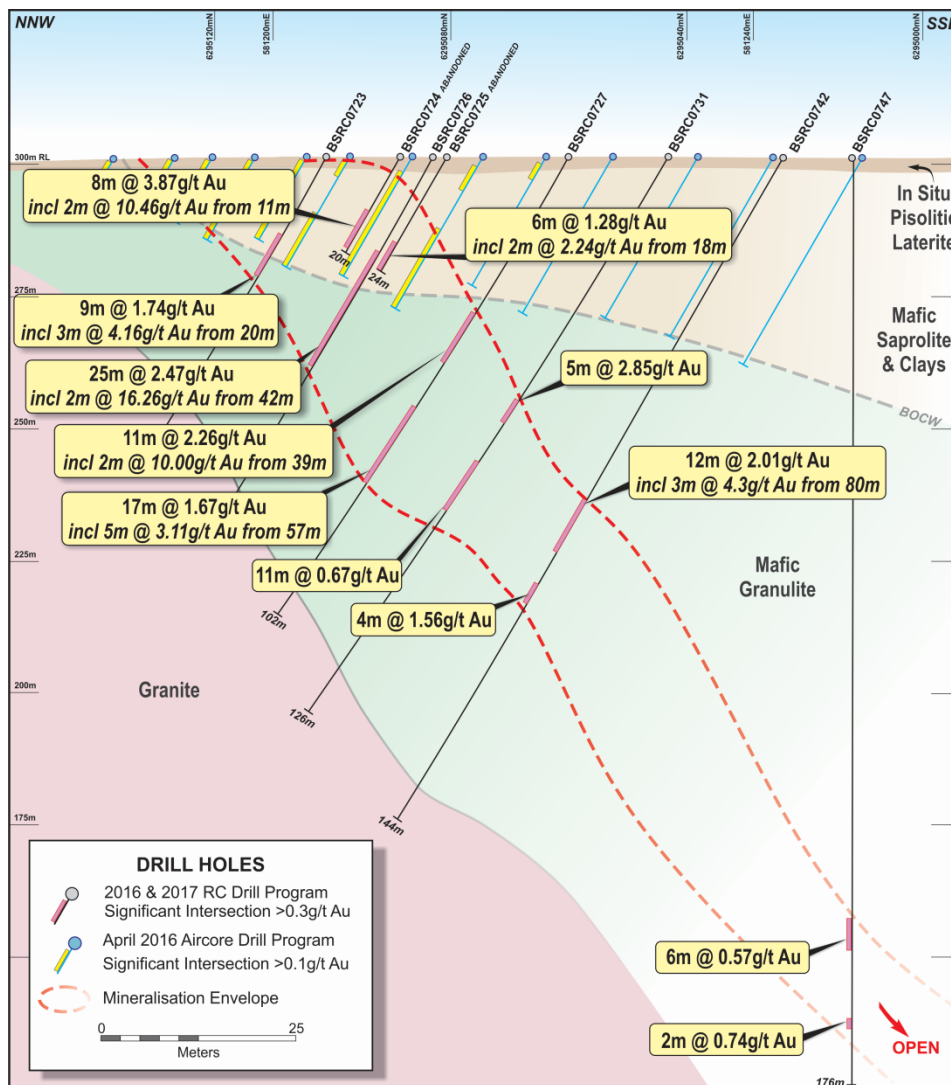 NNW
6295120mN
581200mE
6295080mN
6295040mN
581240mE
6295000mN
BSRC0723
BSRC0724 ABANDONED
BSRC0726
BSRC0725 ABANDONED
BSRC0727
BSRC0731
BSRC0742
BSRC0747
300m RL
8m @ 3.87g/t Au
incl 2m @ 10.46g/t Au from 11m
6m @ 1.28g/t Au
incl 2m @ 2.24g/t Au from 18m
In Situ
Pisolitic
Laterite
20m
24m
275m
9m @ 1.74g/t Au
incl 3m @ 4.16g/t Au from 20m
Mafic
Saprolite
& Clays
25m @ 2.47g/t Au
incl 2m @ 16.26g/t Au from 42m
5m @ 2.85g/t Au
BOCW
250m
11m @ 2.26g/t Au
incl 2m @ 10.00g/t Au from 39m
12m @ 2.01g/t Au
incl 3m @ 4.3g/t Au from 80m
17m @ 1.67g/t Au
incl 5m @ 3.11g/t Au from 57m
225m
11m @ 0.67g/t Au
Mafic
Granulite
4m @ 1.56g/t Au
102m
Granite
200m
126m
175m
144m
DRILL HOLES
2016 & 2017 RC Drill Program
Significant Intersection >0.3g/t Au
April 2016 Aircore Drill Program
Significant Intersection >0.1g/t Au
Mineralisation Envelope
0 25
Meters
6m @ 0.57g/t Au
2m @ 0.74g/t Au
OPEN
176m